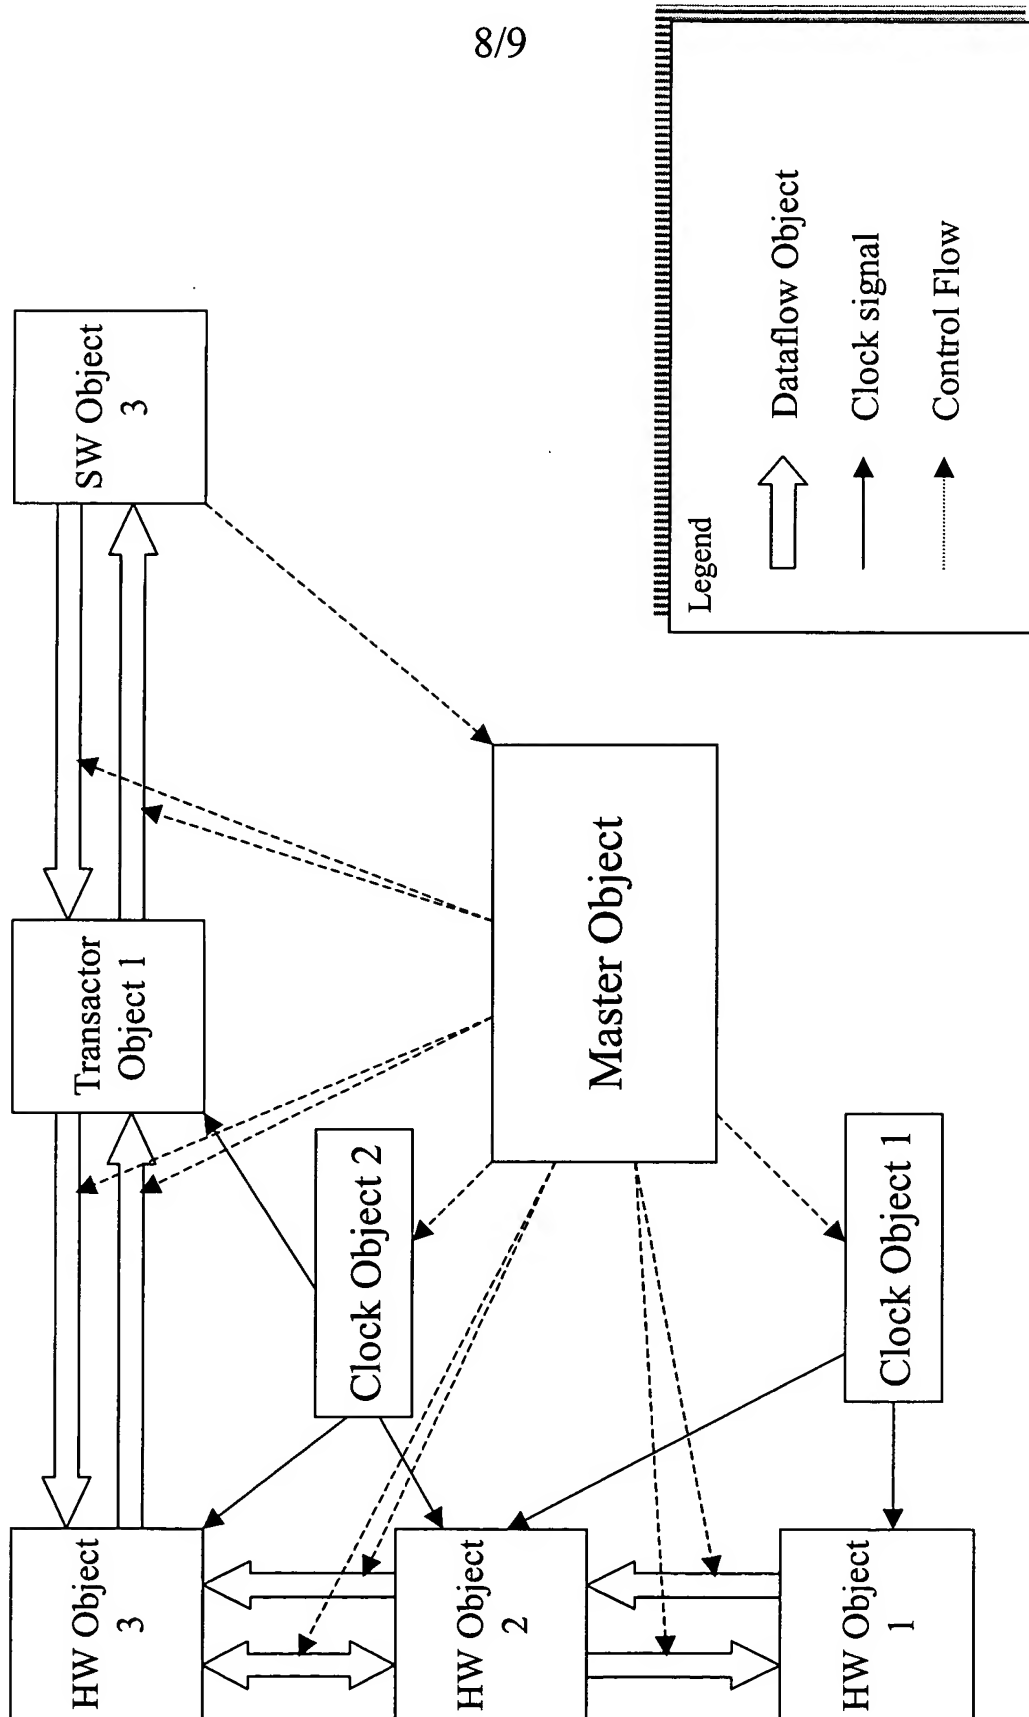 8/9
SW Object
3
Transactor
Object 1
HW Object
3
Clock Object 2
Master Object
HW Object
2
Clock Object 1
HW Object
1
Legend
Dataflow Object
Clock signal
Control Flow